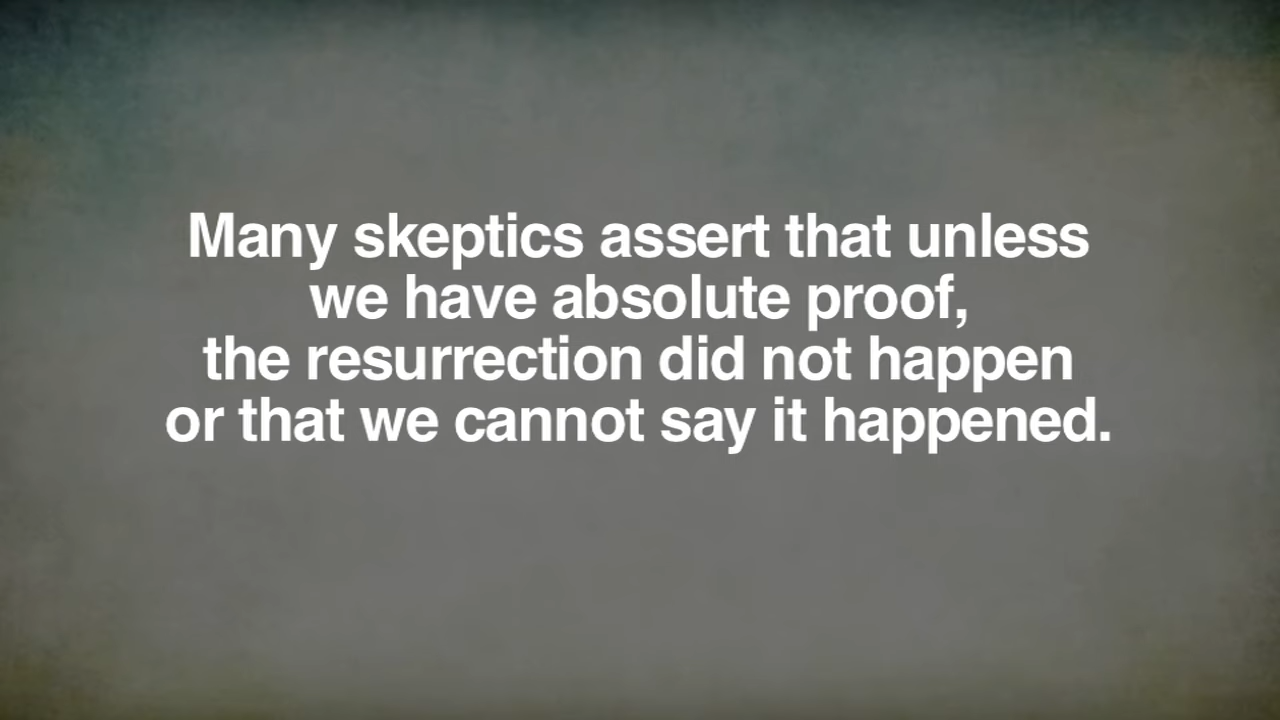 Many skeptics assert that unless
we have absolute proof,
the resurrection did not happen
or that we cannot say it happened.